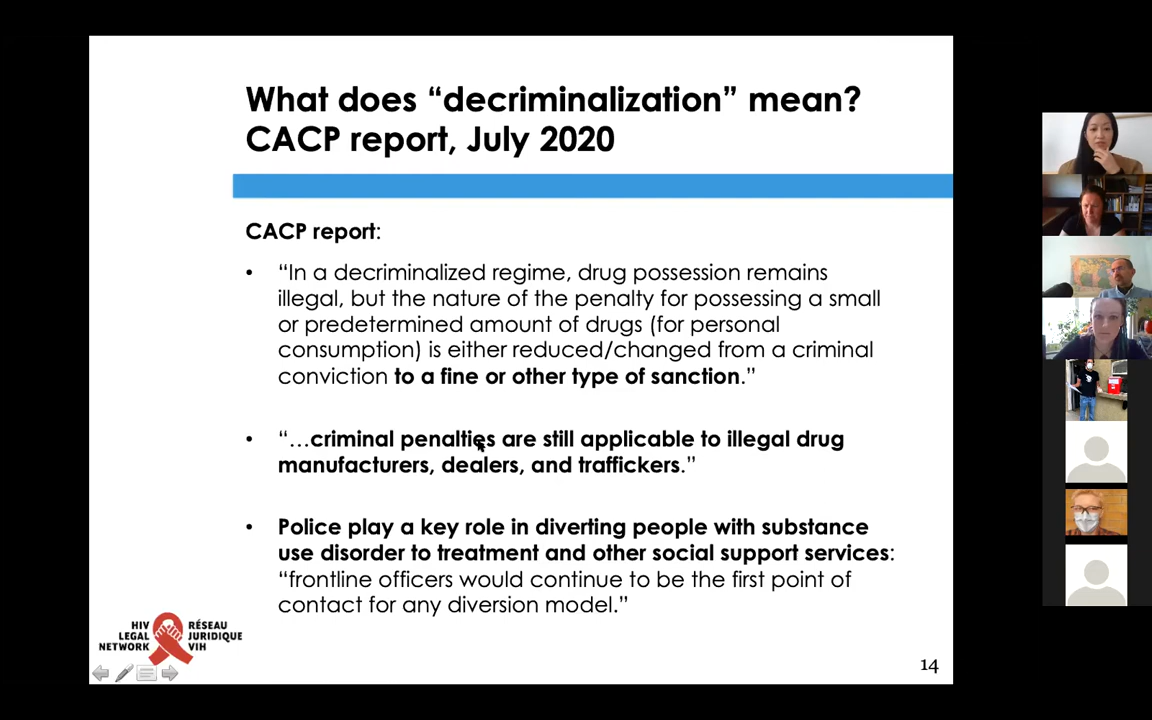 What does “decriminalization” mean?
CACP report, July 2020
CACP report:
• “In a decriminalized regime, drug possession remains
illegal, but the nature of the penalty for possessing a small
or predetermined amount of drugs (for personal
consumption) is either reduced/changed from a criminal
conviction to a fine or other type of sanction.”
• “…criminal penalties are still applicable to illegal drug
manufacturers, dealers, and traffickers.”
• Police play a key role in diverting people with substance
use disorder to treatment and other social support services:
“frontline officers would continue to be the first point of
contact for any diversion model.”
HIV
LEGAL
NETWORK
RÉSEAU
JURIDIQUE
VIH
14